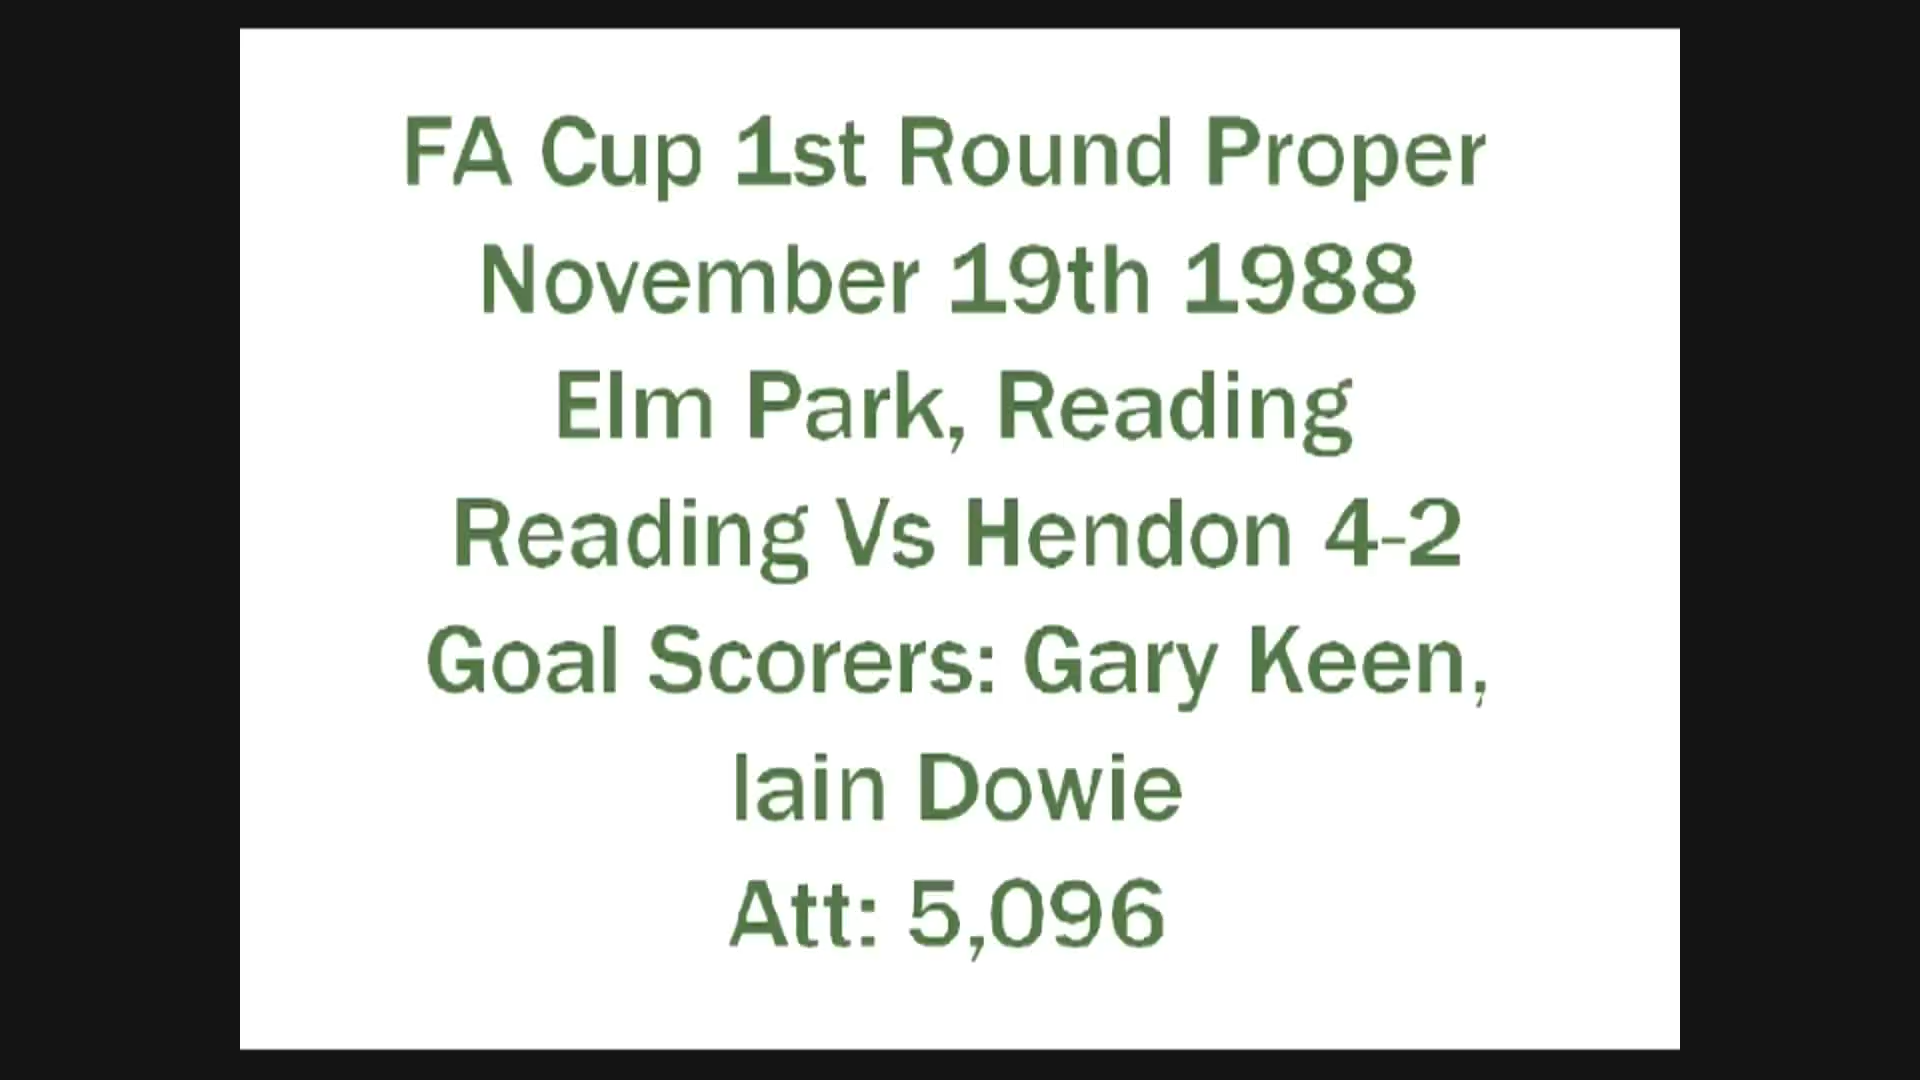 FA Cup 1st Round Proper
November 19th 1988
Elm Park, Reading
Reading Vs Hendon 4-2
Goal Scorers: Gary Keen,
Iain Dowie
Att: 5,096